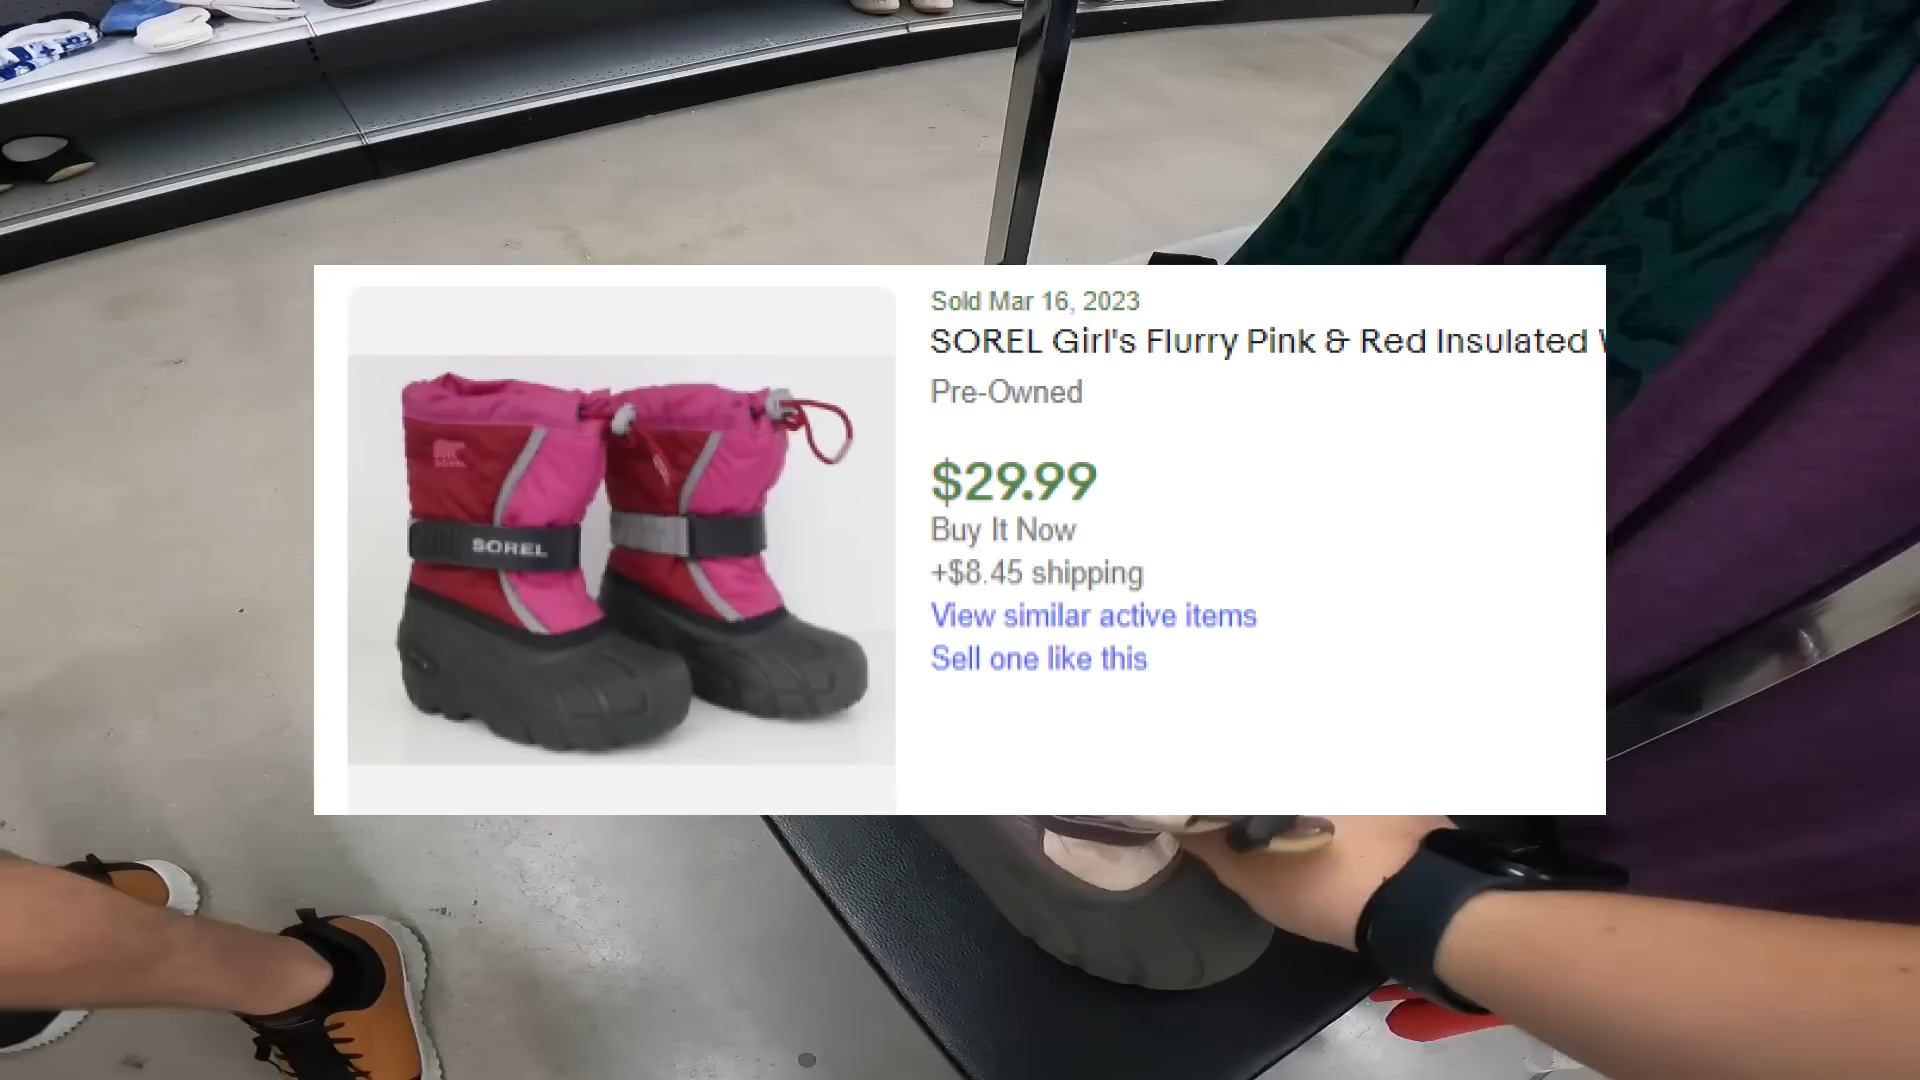 Sold Mar 16, 2023
SOREL Girl's Flurry Pink & Red Insulated
Pre-Owned
$29.99
Buy It Now
+$8.45 shipping
View similar active items
Sell one like this
SOREL
SOREL